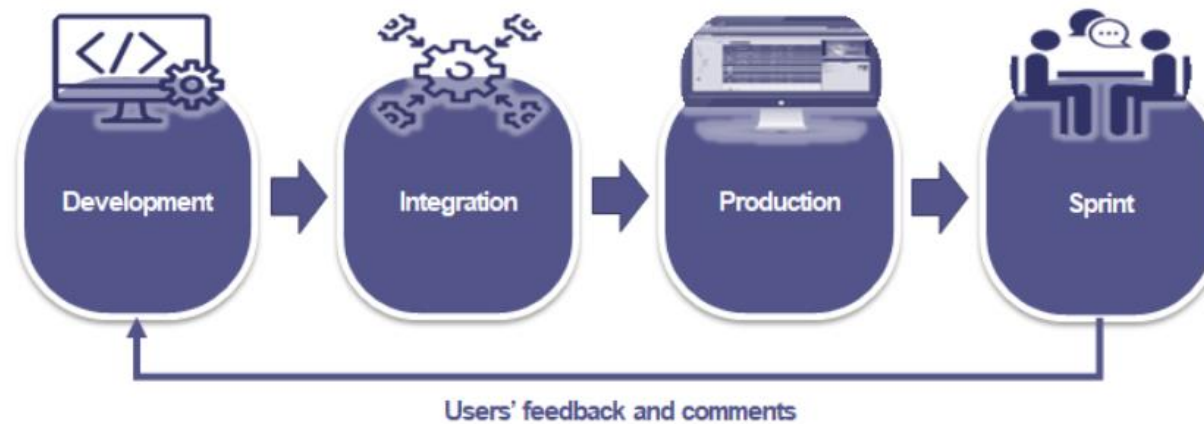 Development
Integration
Production
Sprint
Users' feedback and comments